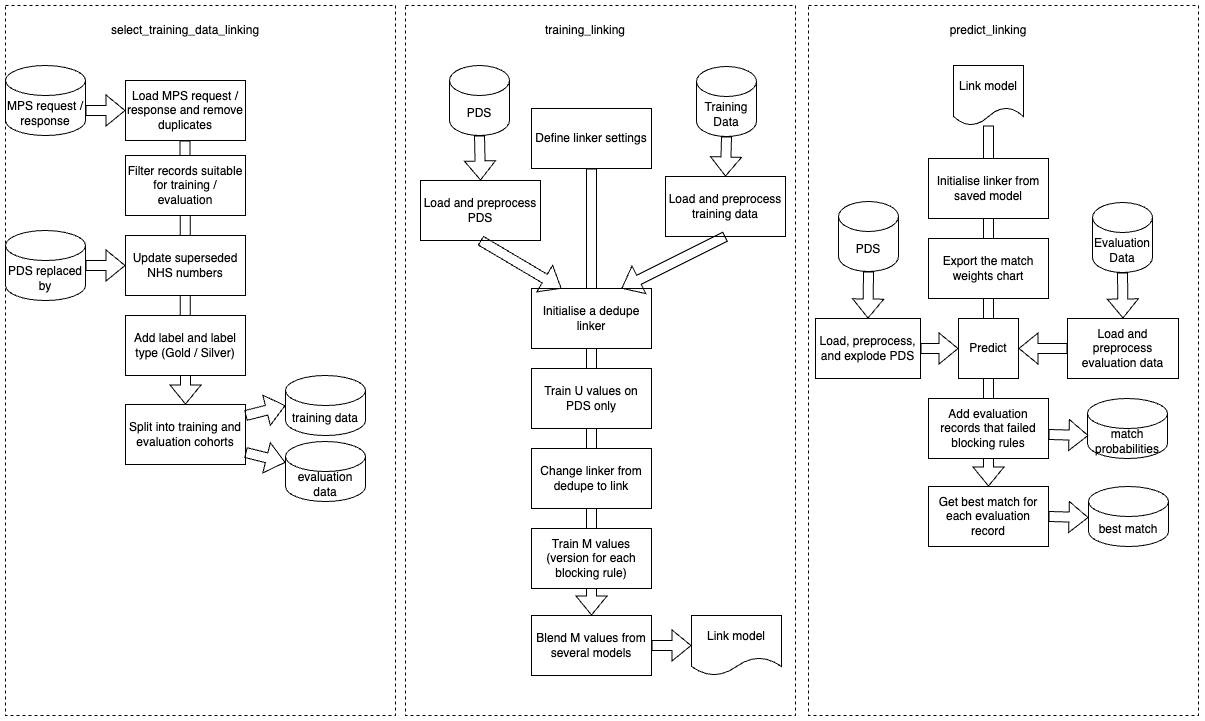 select_training_data_linking
MPS request /
response
Load MPS request /
response and remove
duplicates
Filter records suitable
for training /
evaluation
PDS replaced
by
Update superseded
NHS numbers
Add label and label
type (Gold / Silver)
Split into training and
evaluation cohorts
training data
evaluation
data
training_linking
PDS
Training
Data
Define linker settings
Load and preprocess
PDS
Load and preprocess
training data
Initialise a dedupe
linker
Train U values on
PDS only
Change linker from
dedupe to link
Train M values
(version for each
blocking rule)
Blend M values from
several models
Link model
predict_linking
Link model
Initialise linker from
saved model
PDS
Evaluation
Data
Export the match
weights chart
Load, preprocess,
and explode PDS
Predict
Load and
preprocess
evaluation data
Add evaluation
records that failed
blocking rules
match
probabilities
Get best match for
each evaluation
record
best match